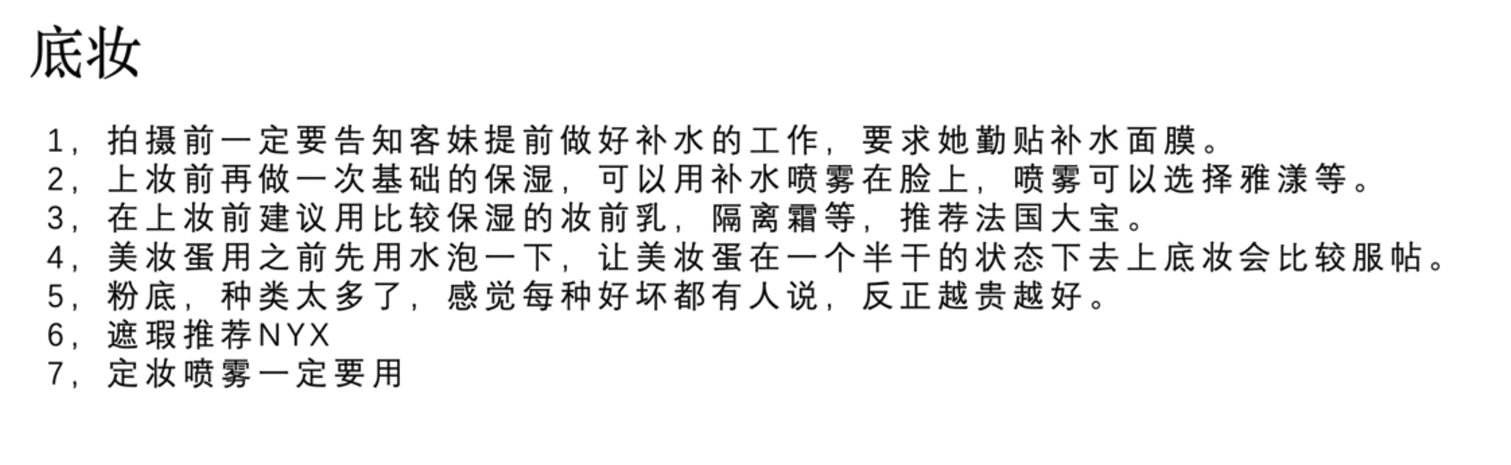 底妆
1，拍摄前一定要告知客妹提前做好补水的工作，要求她勤贴补水面膜。
2，上妆前再做一次基础的保湿，可以用补水喷雾在脸上，喷雾可以选择雅漾等。
3，在上妆前建议用比较保湿的妆前乳，隔离霜等，推荐法国大宝。
4，美妆蛋用之前先用水泡一下，让美妆蛋在一个半干的状态下去上底妆会比较服帖。
5，粉底，种类太多了，感觉每种好坏都有人说，反正越贵越好。
6，遮瑕推荐NYX
7，定妆喷雾一定要用